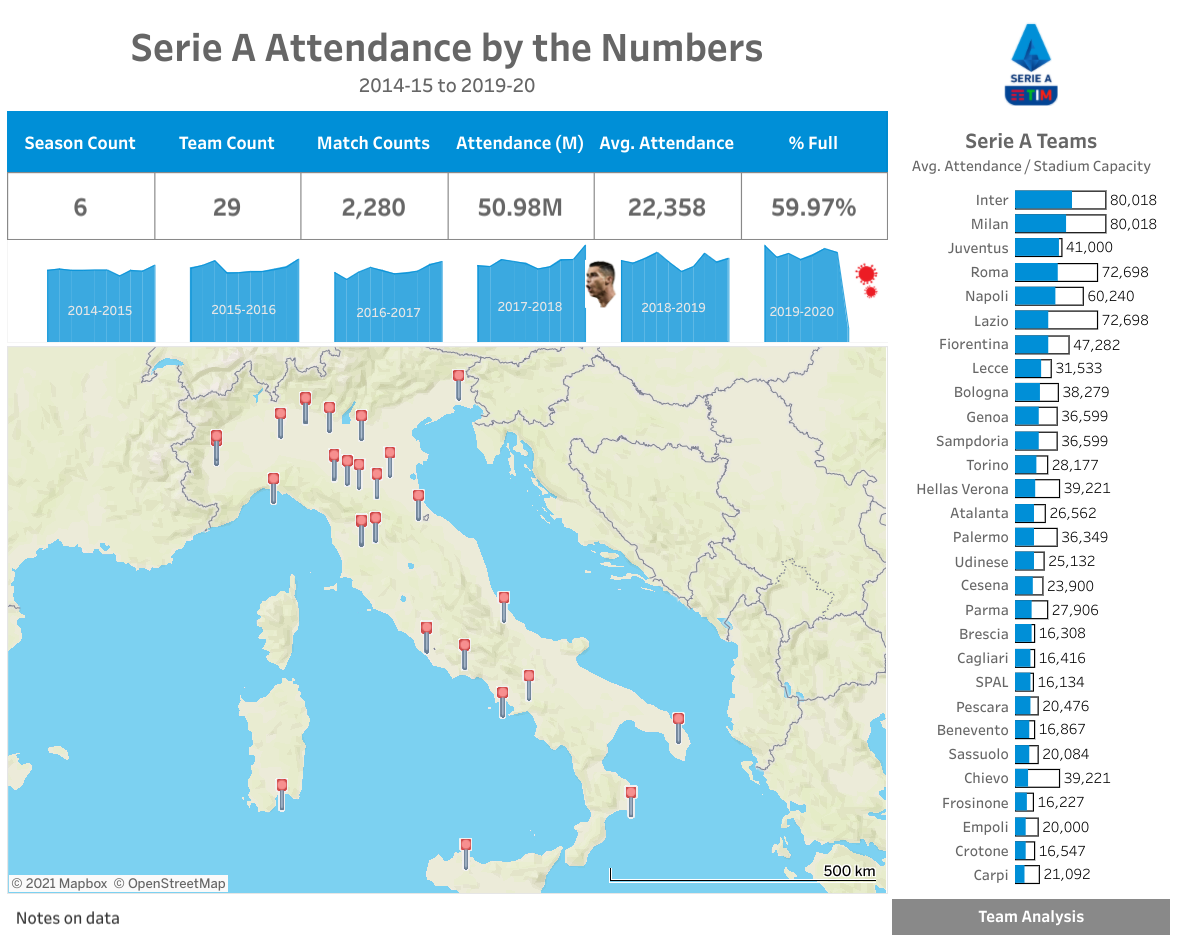 Serie A Attendance by the Numbers
2014-15 to 2019-20
SERIE A
TIM
Season Count Team Count Match Counts Attendance (M) Avg. Attendance % Full
6 29 2,280 50.98M 22,358 59.97%
2014-2015 2015-2016 2016-2017 2017-2018 2018-2019 2019-2020
500 km
© 2021 Mapbox © OpenStreetMap
Notes on data
Serie A Teams
Avg. Attendance / Stadium Capacity
Inter 80,018
Milan 80,018
Juventus 41,000
Roma 72,698
Napoli 60,240
Lazio 72,698
Fiorentina 47,282
Lecce 31,533
Bologna 38,279
Genoa 36,599
Sampdoria 36,599
Torino 28,177
Hellas Verona 39,221
Atalanta 26,562
Palermo 36,349
Udinese 25,132
Cesena 23,900
Parma 27,906
Brescia 16,308
Cagliari 16,416
SPAL 16,134
Pescara 20,476
Benevento 16,867
Sassuolo 20,084
Chievo 39,221
Frosinone 16,227
Empoli 20,000
Crotone 16,547
Carpi 21,092
Team Analysis